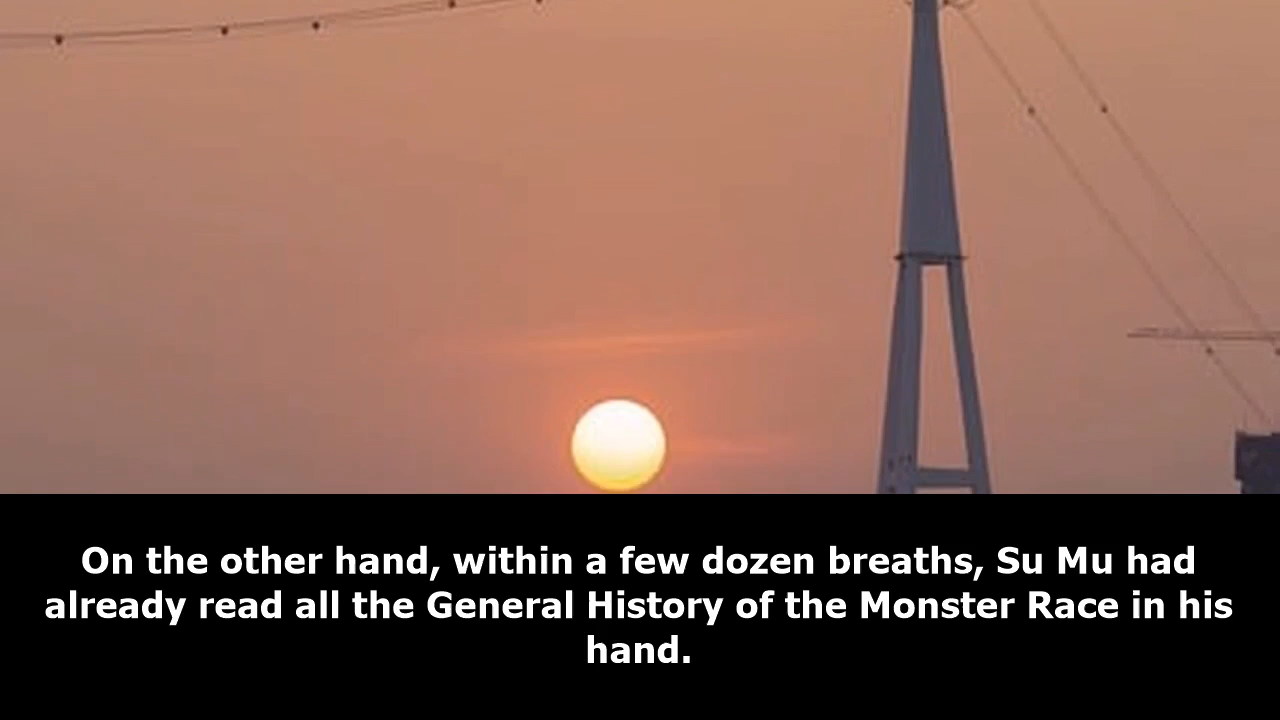 On the other hand, within a few dozen breaths, Su Mu had
already read all the General History of the Monster Race in his
hand.